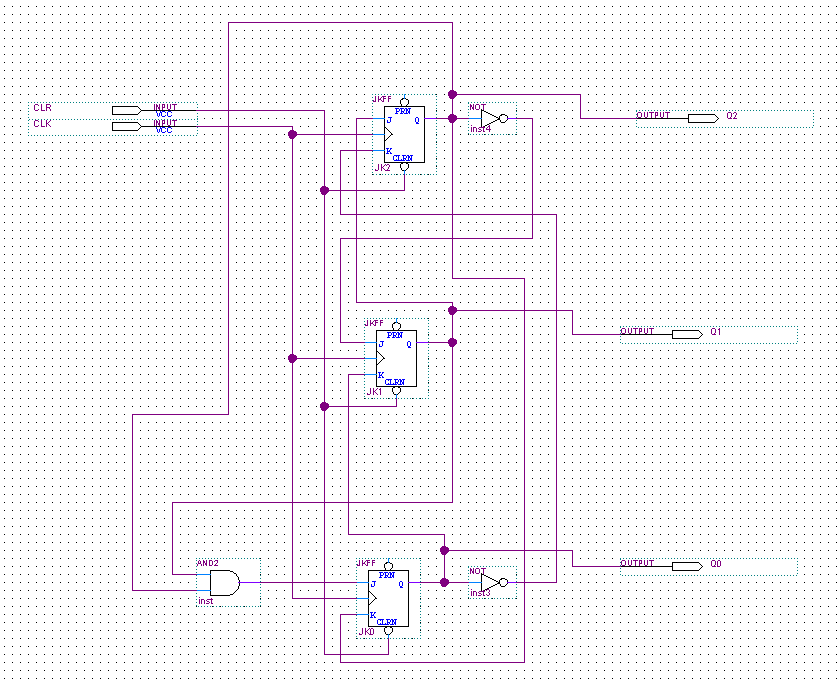 CLR INPUT VCC
CLK INPUT VCC
JKFF
PRN
J Q
K
CLRN
JK2
NOT
inst4
OUTPUT Q2
JKFF
PRN
J Q
K
CLRN
JK1
OUTPUT Q1
AND2
inst
JKFF
PRN
J Q
K
CLRN
JK0
NOT
inst3
OUTPUT Q0